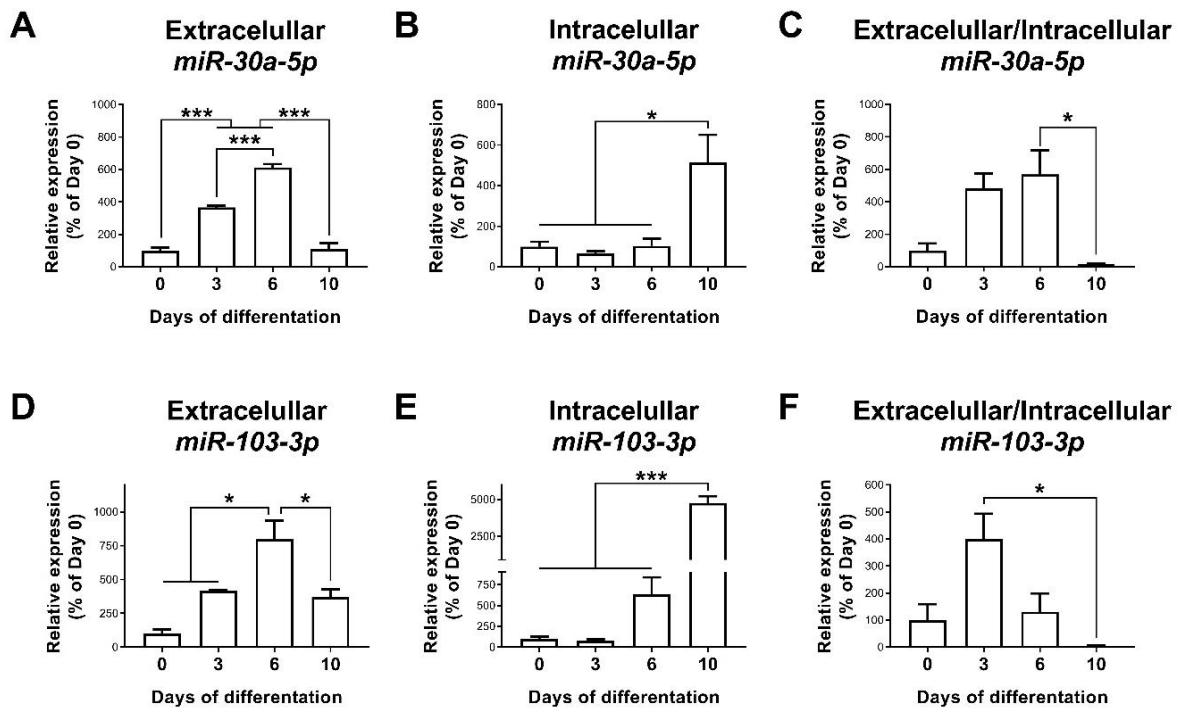 A
Extracelullar
miR-30a-5p
Relative expression
(% of Day 0)
1000
800
600
400
200
0
***
***
***
0 3 6 10
Days of differentation
B
Intracellular
miR-30a-5p
Relative expression
(% of Day 0)
800
600
400
200
0
*
0 3 6 10
Days of differentation
C
Extracelullar/Intracellular
miR-30a-5p
Relative expression
(% of Day 0)
1000
800
600
400
200
0
*
0 3 6 10
Days of differentation
D
Extracelullar
miR-103-3p
Relative expression
(% of Day 0)
1000
750
500
250
0
*
*
0 3 6 10
Days of differentation
E
Intracellular
miR-103-3p
Relative expression
(% of Day 0)
5000
2500
750
500
250
0
***
0 3 6 10
Days of differentation
F
Extracelullar/Intracellular
miR-103-3p
Relative expression
(% of Day 0)
600
500
400
300
200
100
0
*
0 3 6 10
Days of differentation